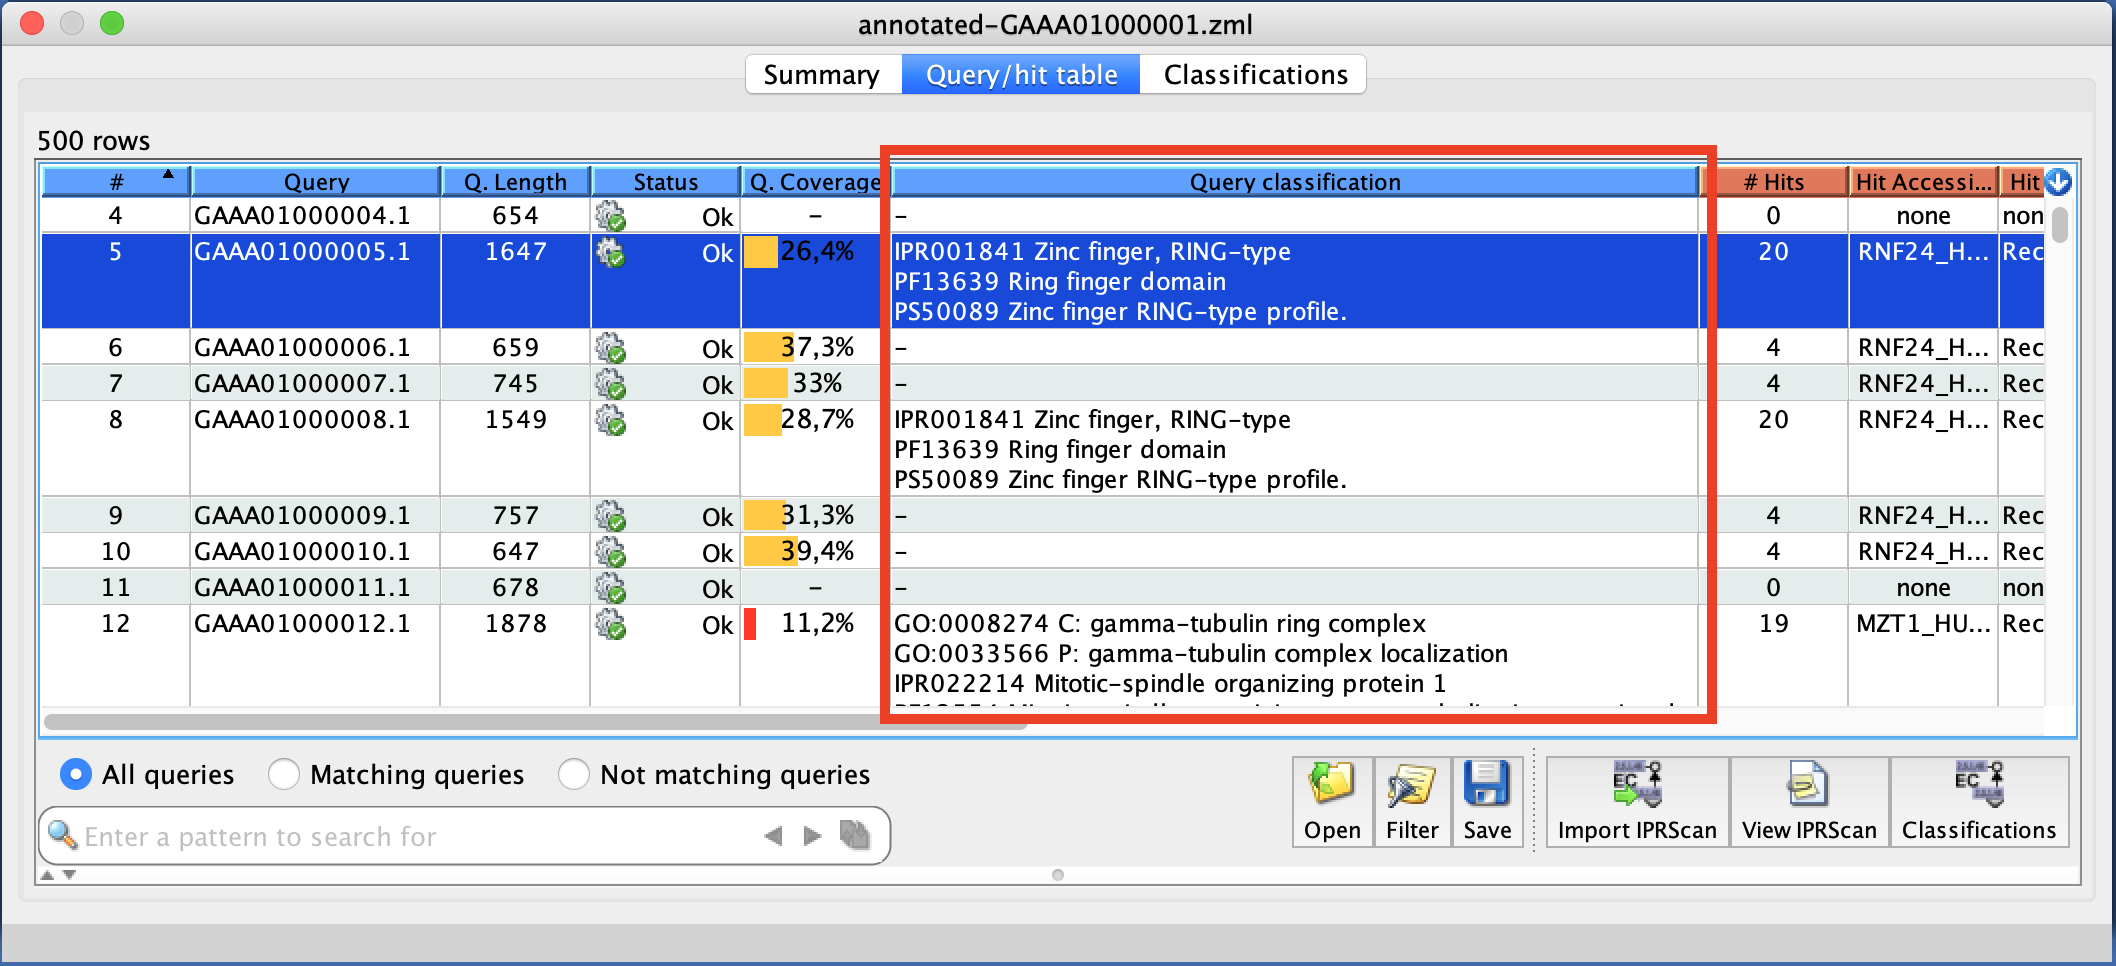 annotated-GAAA01000001.zml
Summary Query/hit table Classifications
500 rows
# Query Q. Length Status Q. Coverage Query classification # Hits Hit Accessi... Hit
4 GAAA01000004.1 654 Ok - - 0 none non
5 GAAA01000005.1 1647 Ok 26,4% IPR001841 Zinc finger, RING-type 20 RNF24_H... Rec
PF13639 Ring finger domain
PS50089 Zinc finger RING-type profile.
6 GAAA01000006.1 659 Ok 37,3% - 4 RNF24_H... Rec
7 GAAA01000007.1 745 Ok 33% - 4 RNF24_H... Rec
8 GAAA01000008.1 1549 Ok 28,7% IPR001841 Zinc finger, RING-type 20 RNF24_H... Rec
PF13639 Ring finger domain
PS50089 Zinc finger RING-type profile.
9 GAAA01000009.1 757 Ok 31,3% - 4 RNF24_H... Rec
10 GAAA01000010.1 647 Ok 39,4% - 4 RNF24_H... Rec
11 GAAA01000011.1 678 Ok - - 0 none non
12 GAAA01000012.1 1878 Ok 11,2% GO:0008274 C: gamma-tubulin ring complex 19 MZT1_HU... Rec
GO:0033566 P: gamma-tubulin complex localization
IPR022214 Mitotic-spindle organizing protein 1
All queries Matching queries Not matching queries
Enter a pattern to search for
Open Filter Save Import IPRScan View IPRScan Classifications